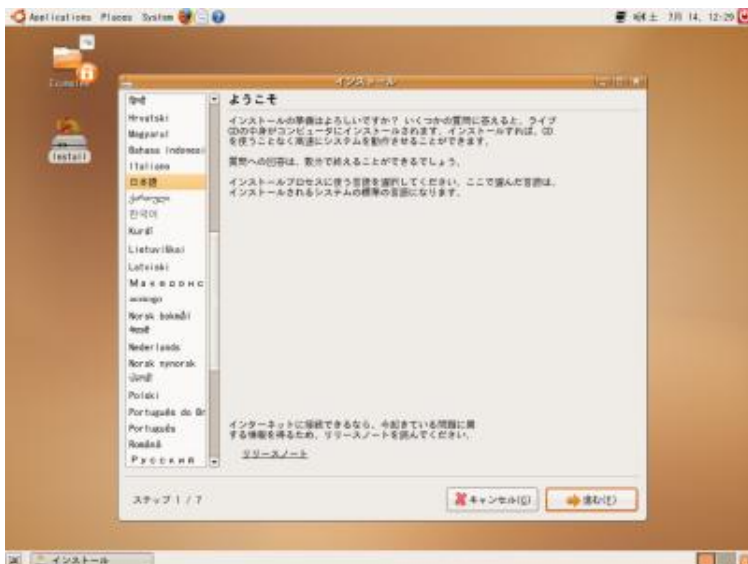 Applications Places System
土 7月 14, 12:29
Examples
Install
インストール
हिन्दी
Hrvatski
Magyarul
Bahasa Indonesi
Italiano
日本語
ქართული
한국어
Kurdî
Lietuviškai
Latviski
Македонс
Norsk bokmål
नेपाली
Nederlands
Norsk nynorsk
ਪੰਜਾਬੀ
Polski
Português do Br
Português
Română
Русский
ようこそ
インストールの準備はよろしいですか? いくつかの質問に答えると、ライブ
CDの中身がコンピュータにインストールされます。インストールすれば、CD
を使うことなく高速にシステムを動作させることができます。
質問への回答は、数分で終えることができるでしょう。
インストールプロセスに使う言語を選択してください。ここで選んだ言語は、
インストールされるシステムの標準の言語になります。
インターネットに接続できるなら、今起きている問題に関
する情報を得るため、リリースノートを読んでください。
リリースノート
ステップ 1 / 7
キャンセル(C)
進む(F)
インストール